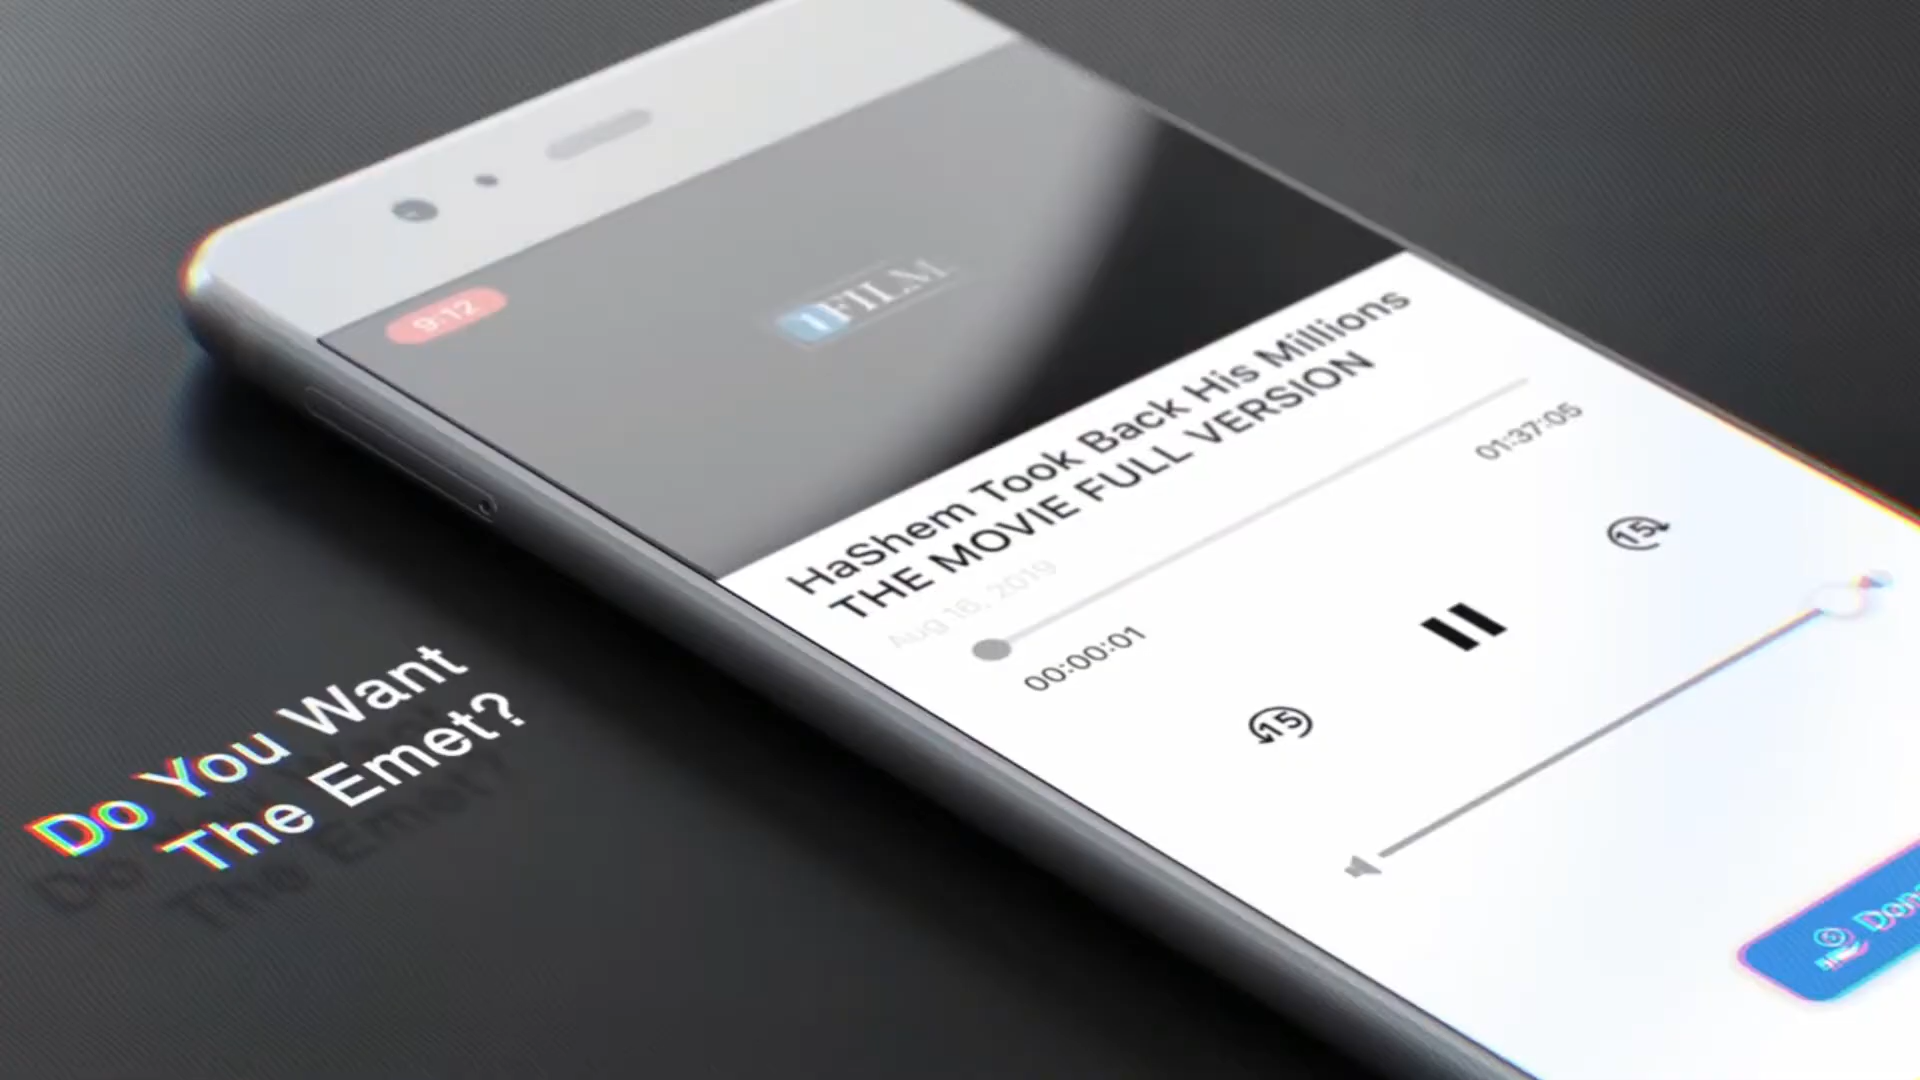 9:12
1FILM
HaShem Took Back His Millions
THE MOVIE FULL VERSION
Aug 16, 2019
00:00:01
01:37:05
15
15
Do You Want
The Emet?